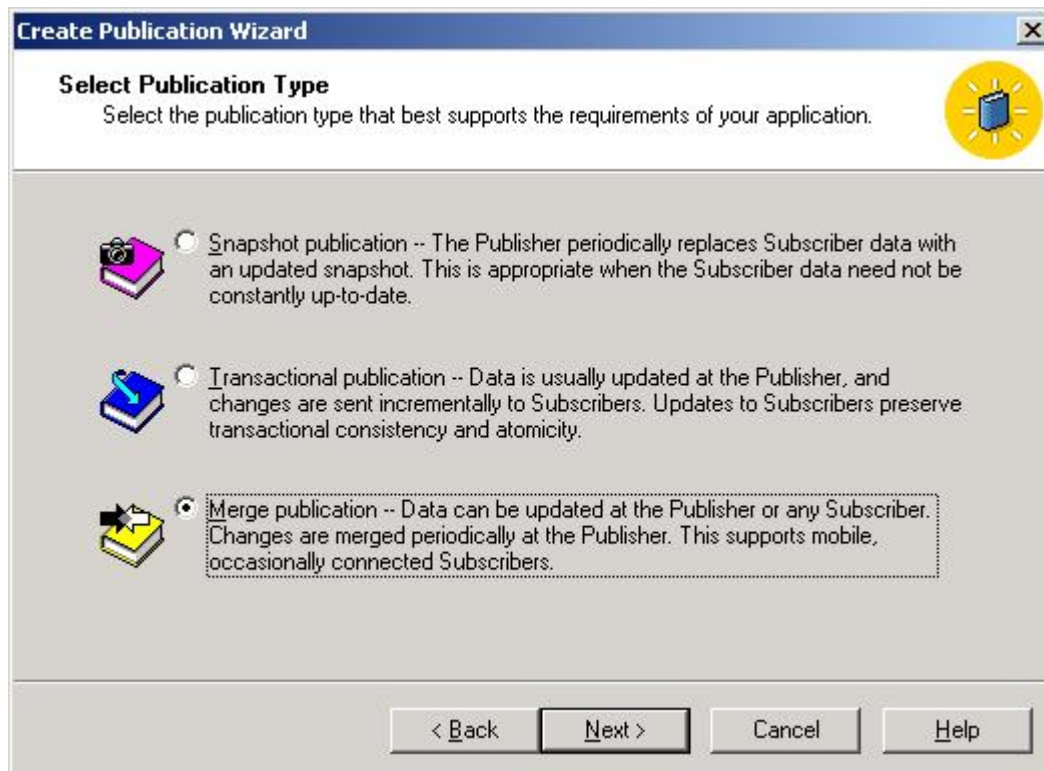 Create Publication Wizard
Select Publication Type
Select the publication type that best supports the requirements of your application.
Snapshot publication -- The Publisher periodically replaces Subscriber data with
an updated snapshot. This is appropriate when the Subscriber data need not be
constantly up-to-date.
Transactional publication -- Data is usually updated at the Publisher, and
changes are sent incrementally to Subscribers. Updates to Subscribers preserve
transactional consistency and atomicity.
Merge publication -- Data can be updated at the Publisher or any Subscriber.
Changes are merged periodically at the Publisher. This supports mobile,
occasionally connected Subscribers.
< Back Next > Cancel Help